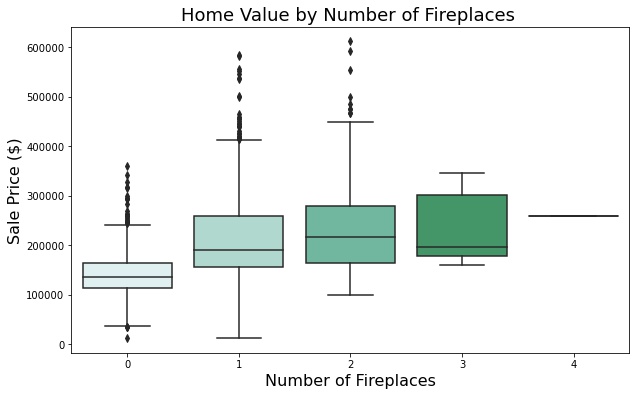 Home Value by Number of Fireplaces
Sale Price ($)
600000
500000
400000
300000
200000
100000
0
0 1 2 3 4
Number of Fireplaces